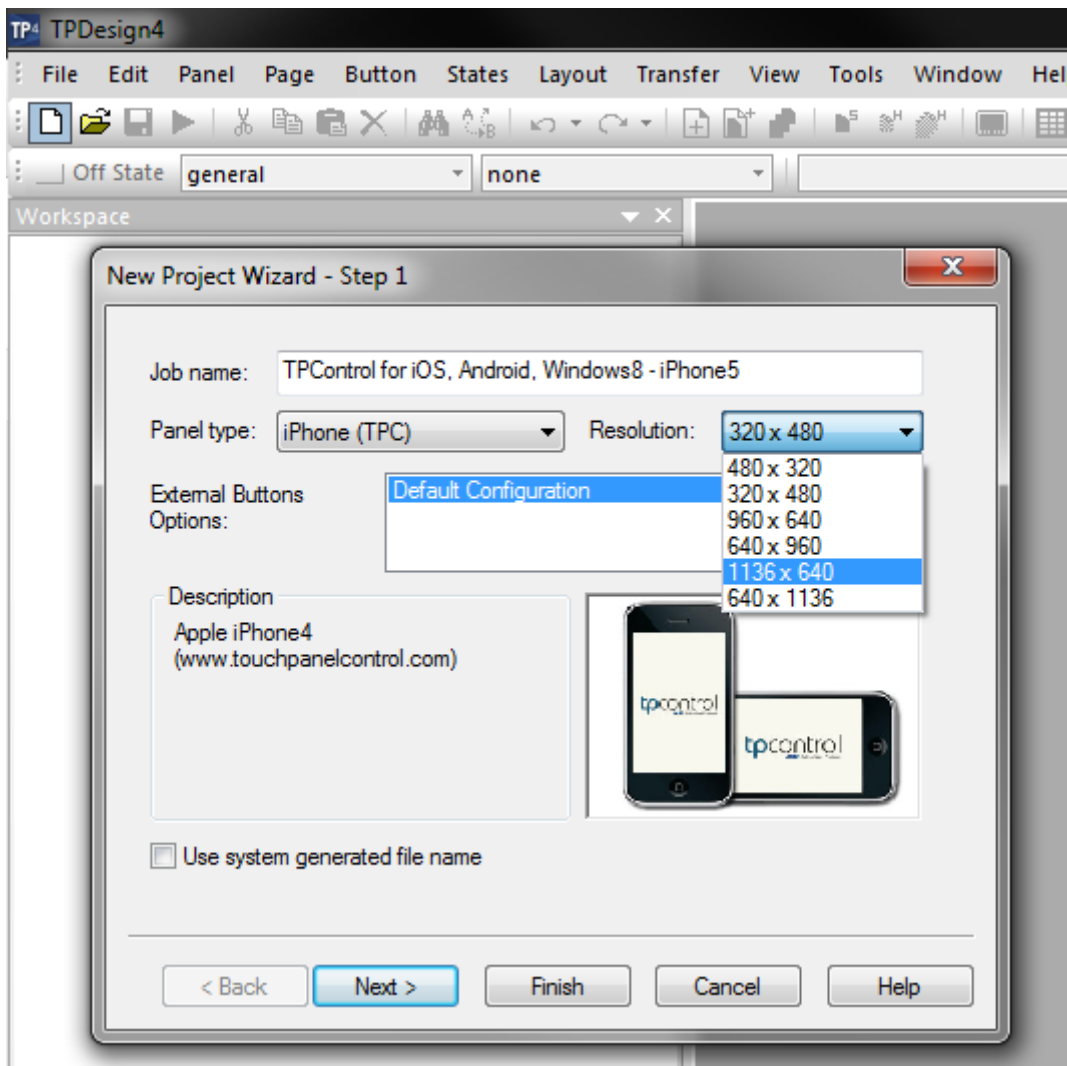 TP4 TPDesign4
File Edit Panel Page Button States Layout Transfer View Tools Window Hel
Off State general none
Workspace
New Project Wizard - Step 1
Job name: TPControl for iOS, Android, Windows8 - iPhone5
Panel type: iPhone (TPC) Resolution: 320 x 480
480 x 320
320 x 480
960 x 640
640 x 960
1136 x 640
640 x 1136
External Buttons
Options:
Default Configuration
Description
Apple iPhone4
(www.touchpanelcontrol.com)
tpcontrol
tpcontrol
Use system generated file name
< Back Next > Finish Cancel Help